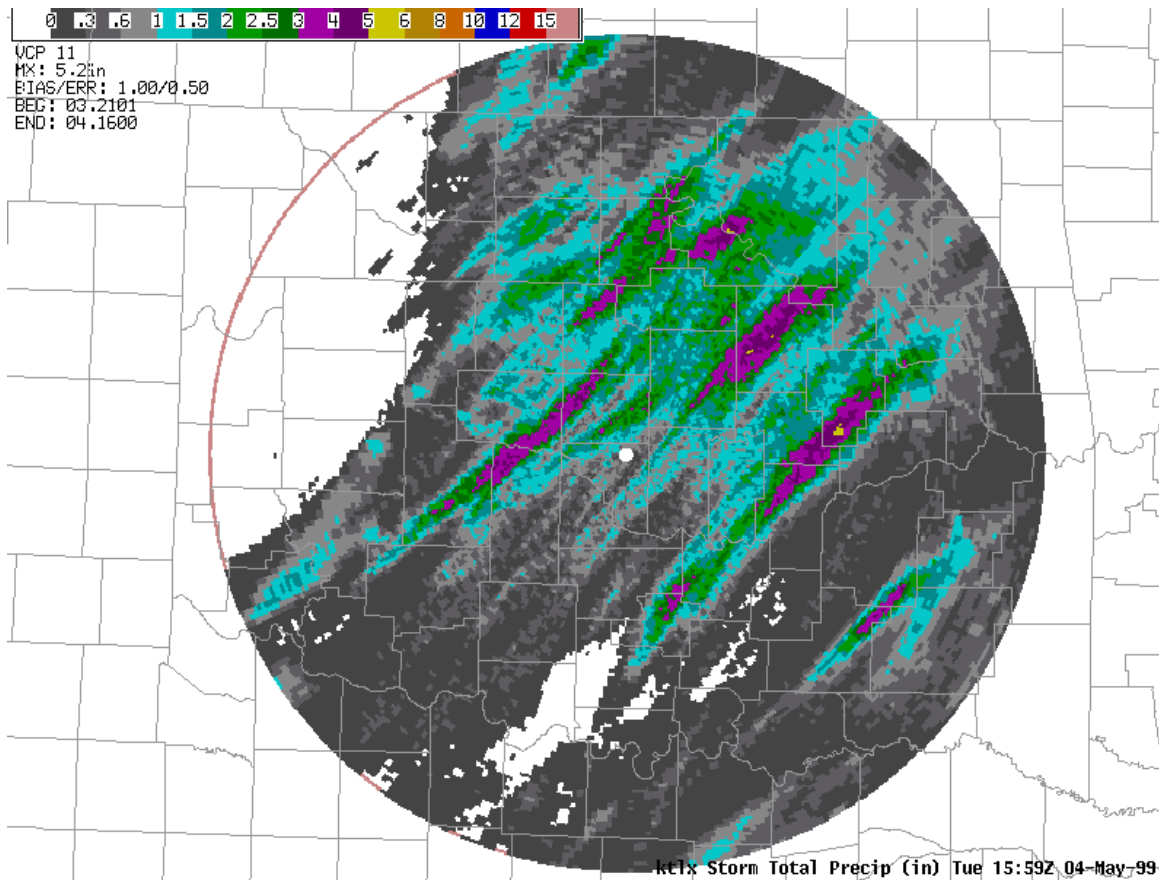 0 .3 .6 1 1.5 2 2.5 3 4 5 6 8 10 12 15
VCP 11
MX: 5.2in
BIAS/ERR: 1.00/0.50
BEG: 03.2101
END: 04.1600
ktlx Storm Total Precip (in) Tue 15:59Z 04-May-99